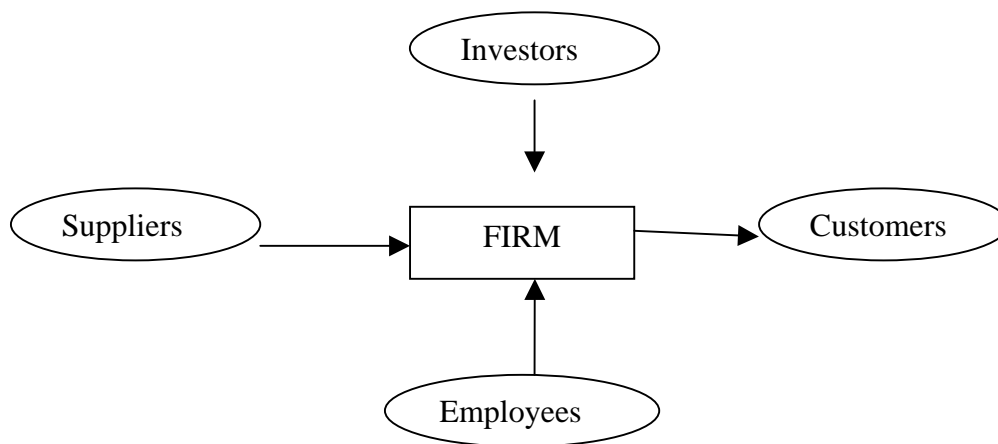 Investors
Suppliers
FIRM
Customers
Employees